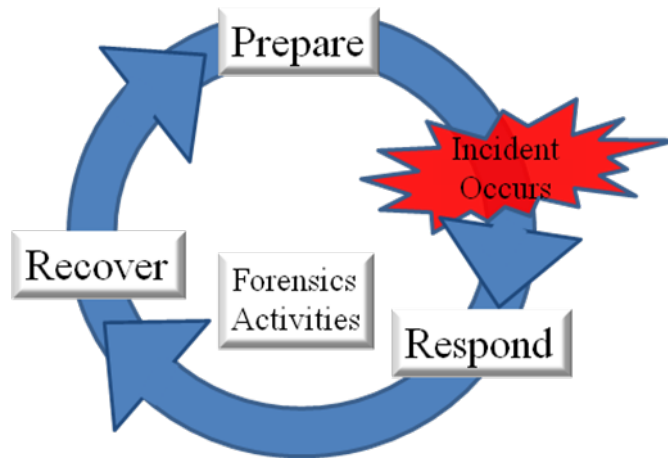 Prepare
Incident
Occurs
Recover
Forensics
Activities
Respond